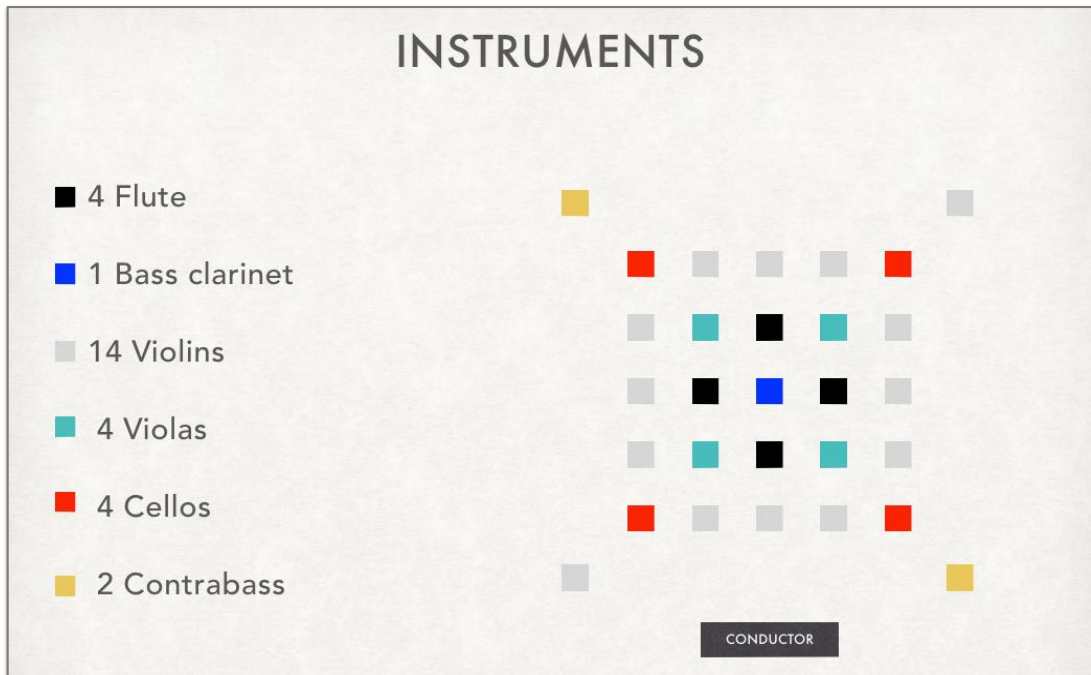 INSTRUMENTS
4 Flute
1 Bass clarinet
14 Violins
4 Violas
4 Cellos
2 Contrabass
CONDUCTOR